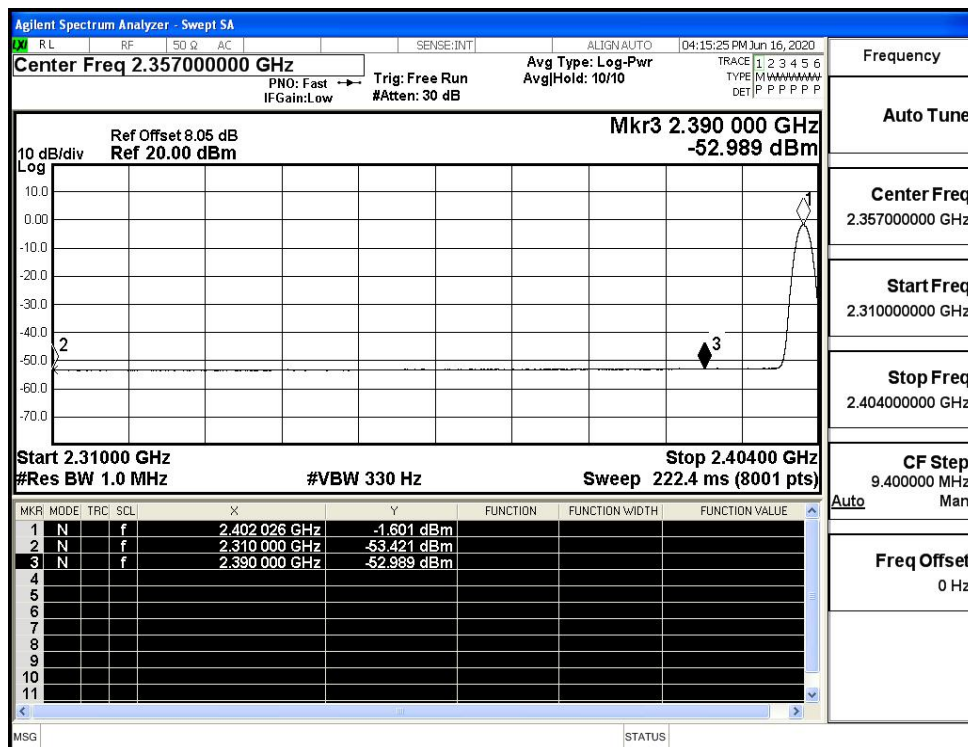 Agilent Spectrum Analyzer - Swept SA
LXI RL RF 50 Ω AC SENSE:INT ALIGN AUTO 04:15:25 PM Jun 16, 2020
Center Freq 2.357000000 GHz
PNO: Fast
IFGain:Low
Trig: Free Run
#Atten: 30 dB
Avg Type: Log-Pwr
Avg|Hold: 10/10
TRACE 1 2 3 4 5 6
TYPE M WWWWW
DET P P P P P P
Mkr3 2.390 000 GHz
-52.989 dBm
Ref Offset 8.05 dB
10 dB/div Ref 20.00 dBm
Log
10.0
0.00
-10.0
-20.0
-30.0
-40.0
-50.0
-60.0
-70.0
1
2
3
Start 2.31000 GHz Stop 2.40400 GHz
#Res BW 1.0 MHz #VBW 330 Hz Sweep 222.4 ms (8001 pts)
MKR MODE TRC SCL X Y FUNCTION FUNCTION WIDTH FUNCTION VALUE
1 N f 2.402 026 GHz -1.601 dBm
2 N f 2.310 000 GHz -53.421 dBm
3 N f 2.390 000 GHz -52.989 dBm
4
5
6
7
8
9
10
11
MSG STATUS
Frequency
Auto Tune
Center Freq
2.357000000 GHz
Start Freq
2.310000000 GHz
Stop Freq
2.404000000 GHz
CF Step
9.400000 MHz
Auto Man
Freq Offset
0 Hz